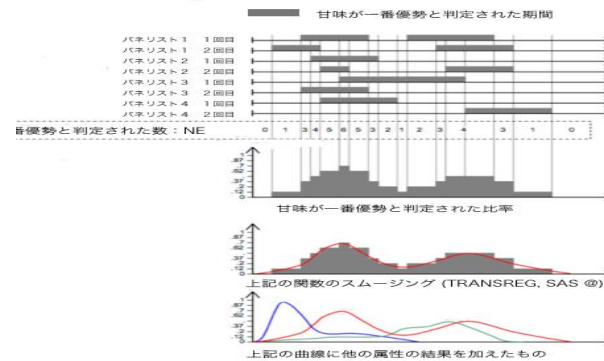 甘味が一番優勢と判定された期間
パネリスト1 1回目
パネリスト1 2回目
パネリスト2 1回目
パネリスト2 2回目
パネリスト3 1回目
パネリスト3 2回目
パネリスト4 1回目
パネリスト4 2回目
番優勢と判定された数：NE 0 1 3 4 5 6 5 3 2 1 2 3 4 3 1 0
甘味が一番優勢と判定された比率
上記の関数のスムージング (TRANSREG, SAS @)
上記の曲線に他の属性の結果を加えたもの